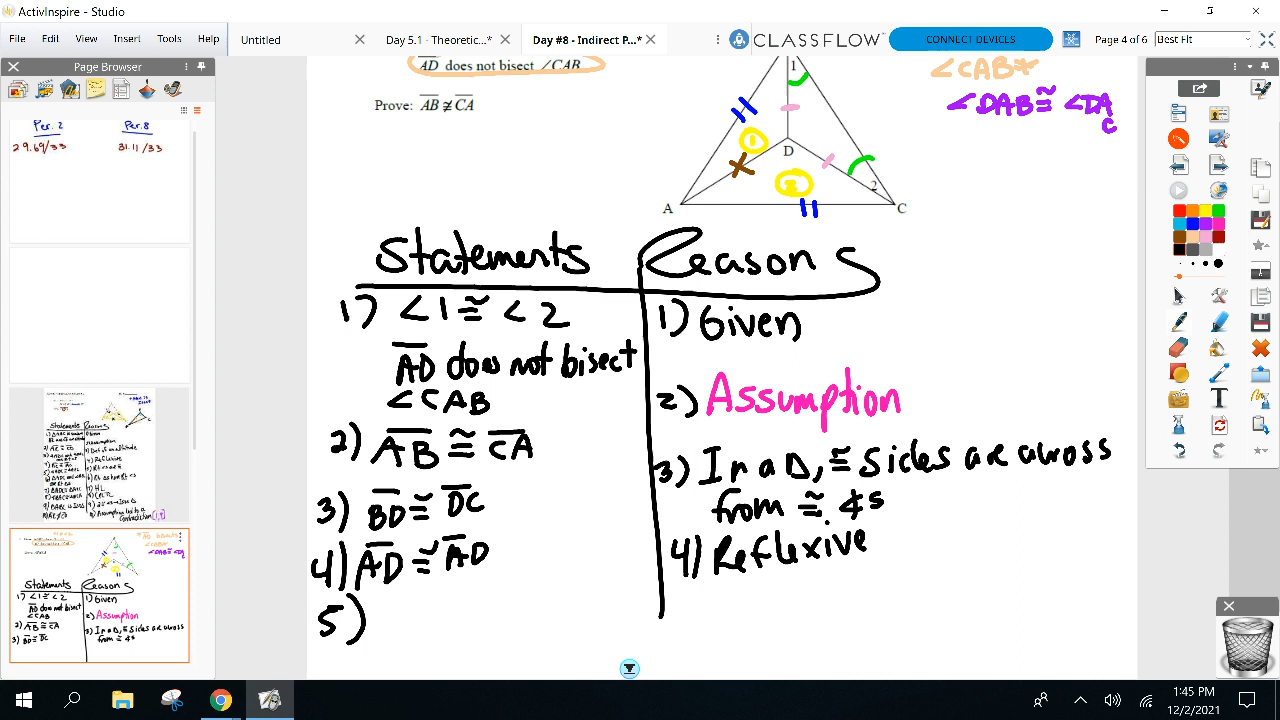 ActivInspire - Studio
File Edit View Insert Tools Help
Untitled
Day 5.1 - Theoretic...*
Day #8 - Indirect P...*
CLASSFLOW
CONNECT DEVICES
Page 4 of 6
Best Fit
Page Browser
Per. 2 Per. 8
29.69/33 31.11/33
AD does not bisect ∠CAB
Prove: AB ≇ CA
∠CAB*
∠DAB ≅ ∠DAC
1
D
2
A
C
1
2
Statements Reasons
1) <1 ≅ <2
AD does not bisect
<CAB
2) AB ≅ CA
3) BD ≅ DC
4) AD ≅ AD
5)
1) Given
2) Assumption
3) In a Δ, ≅ sides are across
from ≅ ∡s
4) Reflexive
1:45 PM
12/2/2021